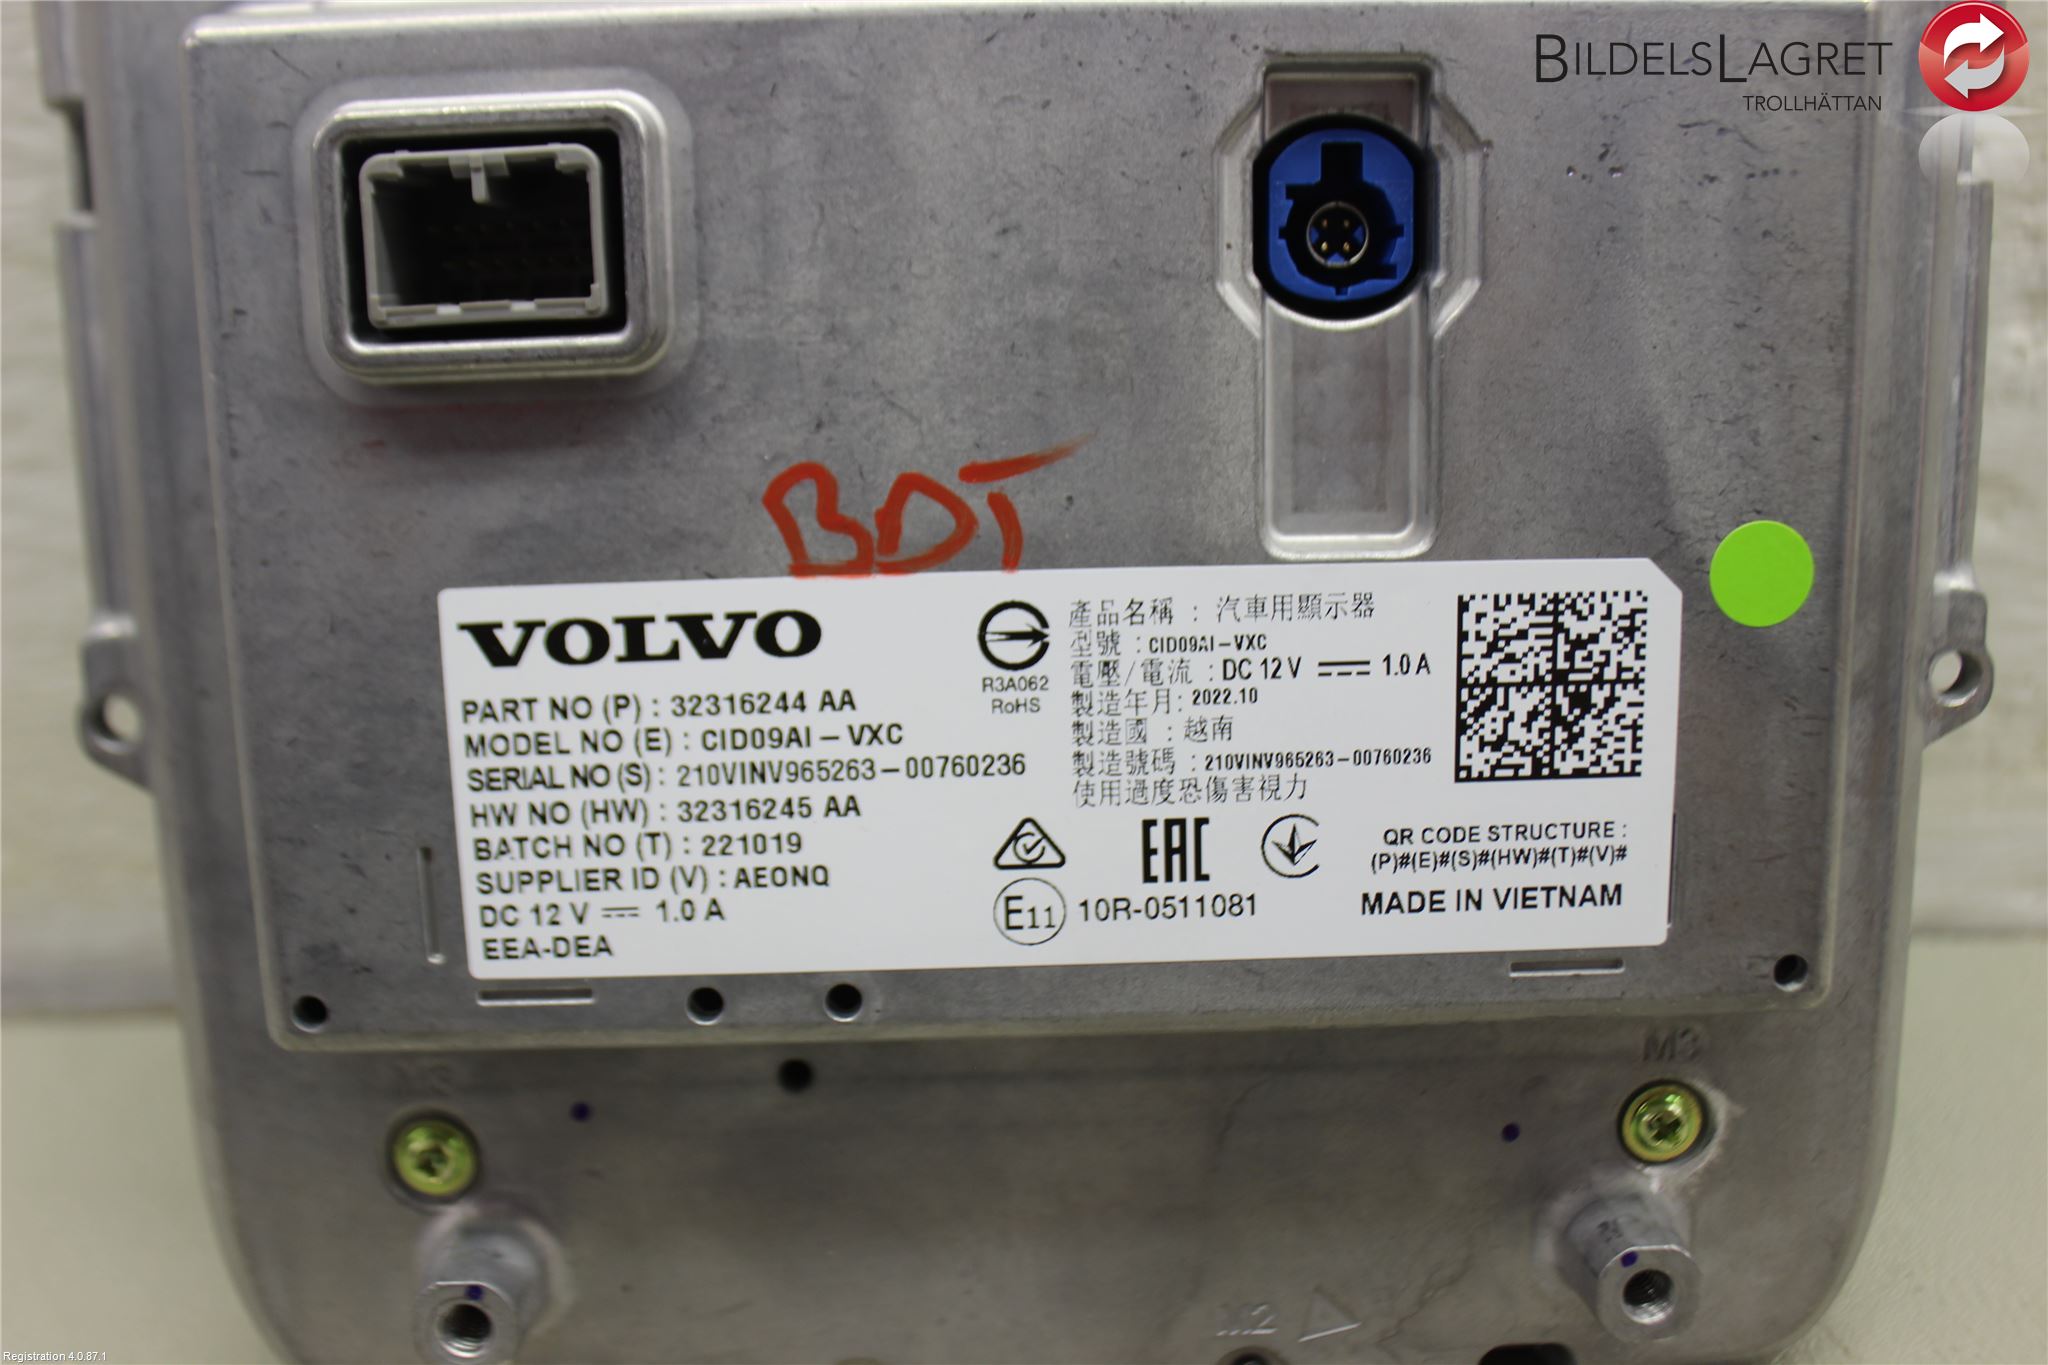 BILDELSLAGRET
TROLLHÄTTAN
BDT
VOLVO
PART NO (P) : 32316244 AA
MODEL NO (E) : CID09AI – VXC
SERIAL NO (S) : 210VINV965263 – 00760236
HW NO (HW) : 32316245 AA
BATCH NO (T) : 221019
SUPPLIER ID (V) : AEONQ
DC 12 V ⎓ 1.0 A
EEA-DEA
R3A062
RoHS
產品名稱 : 汽車用顯示器
型號 : CID09AI – VXC
電壓/電流 : DC 12 V ⎓ 1.0 A
製造年月 : 2022.10
製造國 : 越南
製造號碼 : 210VINV965263 – 00760236
使用過度恐傷害視力
EAC
E11 10R-0511081
QR CODE STRUCTURE :
(P)#(E)#(S)#(HW)#(T)#(V)#
MADE IN VIETNAM
M3
M2
Registration 4.0.87.1